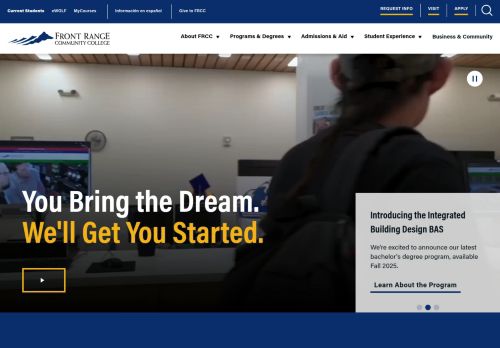 Current Students eWOLF MyCourses Información en español Give to FRCC REQUEST INFO VISIT APPLY
FRONT RANGE
COMMUNITY COLLEGE
About FRCC Programs & Degrees Admissions & Aid Student Experience Business & Community
You Bring the Dream.
We'll Get You Started.
Introducing the Integrated
Building Design BAS
We're excited to announce our latest
bachelor's degree program, available
Fall 2025.
Learn About the Program